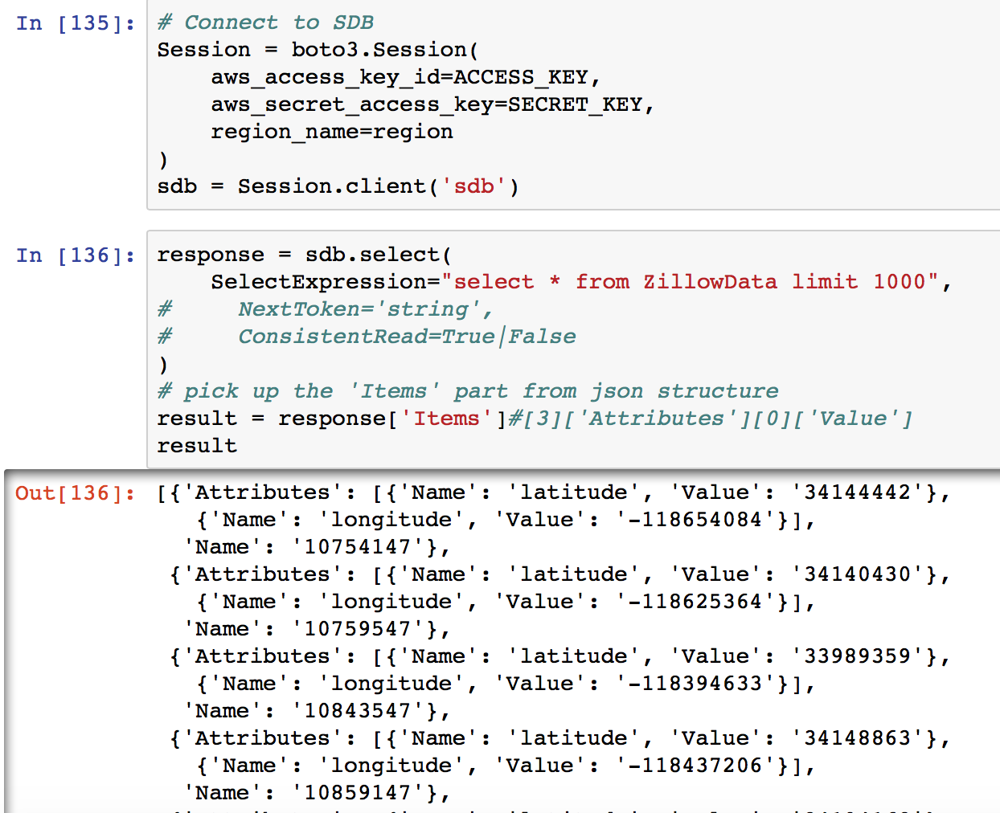 In [135]: # Connect to SDB
Session = boto3.Session(
    aws_access_key_id=ACCESS_KEY,
    aws_secret_access_key=SECRET_KEY,
    region_name=region
)
sdb = Session.client('sdb')
In [136]: response = sdb.select(
    SelectExpression="select * from ZillowData limit 1000",
#     NextToken='string',
#     ConsistentRead=True|False
)
# pick up the 'Items' part from json structure
result = response['Items']#[3]['Attributes'][0]['Value']
result
Out[136]: [{'Attributes': [{'Name': 'latitude', 'Value': '34144442'},
   {'Name': 'longitude', 'Value': '-118654084'}],
  'Name': '10754147'},
 {'Attributes': [{'Name': 'latitude', 'Value': '34140430'},
   {'Name': 'longitude', 'Value': '-118625364'}],
  'Name': '10759547'},
 {'Attributes': [{'Name': 'latitude', 'Value': '33989359'},
   {'Name': 'longitude', 'Value': '-118394633'}],
  'Name': '10843547'},
 {'Attributes': [{'Name': 'latitude', 'Value': '34148863'},
   {'Name': 'longitude', 'Value': '-118437206'}],
  'Name': '10859147'},